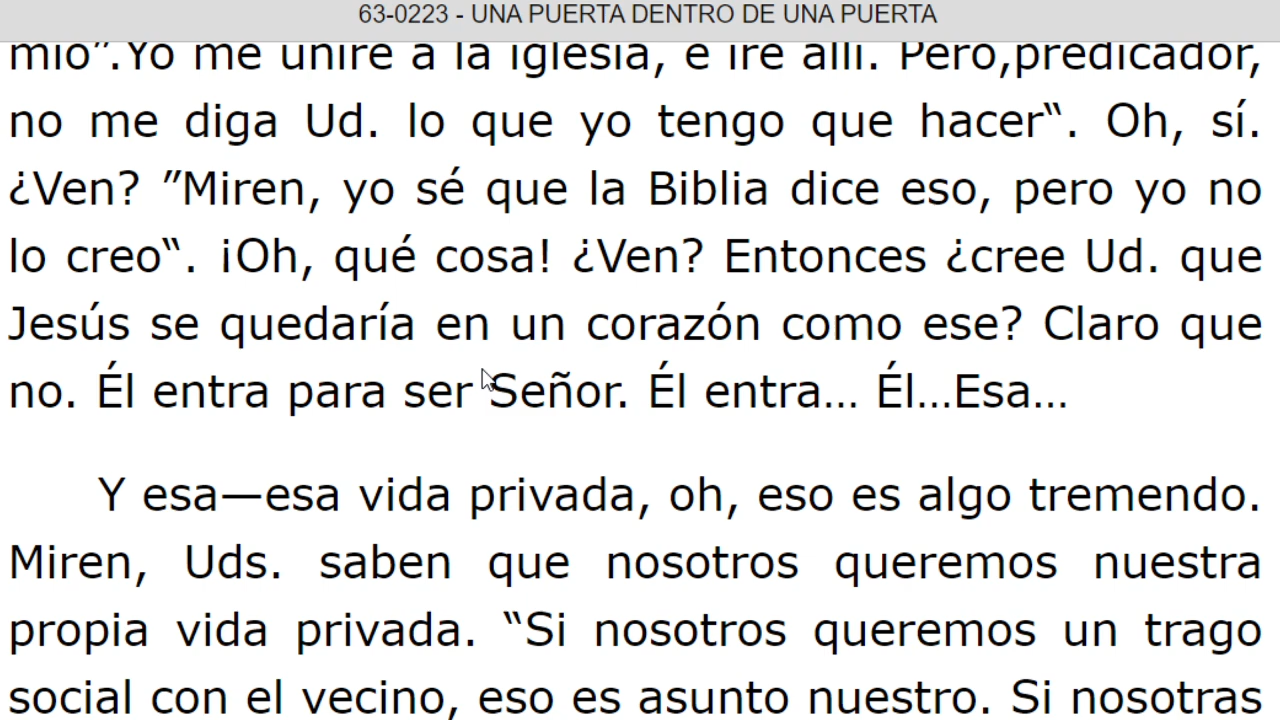 63-0223 - UNA PUERTA DENTRO DE UNA PUERTA
mío”.Yo me uniré a la iglesia, e iré allí. Pero,predicador,
no me diga Ud. lo que yo tengo que hacer“. Oh, sí.
¿Ven? ”Miren, yo sé que la Biblia dice eso, pero yo no
lo creo“. ¡Oh, qué cosa! ¿Ven? Entonces ¿cree Ud. que
Jesús se quedaría en un corazón como ese? Claro que
no. Él entra para ser Señor. Él entra... Él...Esa...
Y esa—esa vida privada, oh, eso es algo tremendo.
Miren, Uds. saben que nosotros queremos nuestra
propia vida privada. “Si nosotros queremos un trago
social con el vecino, eso es asunto nuestro. Si nosotras